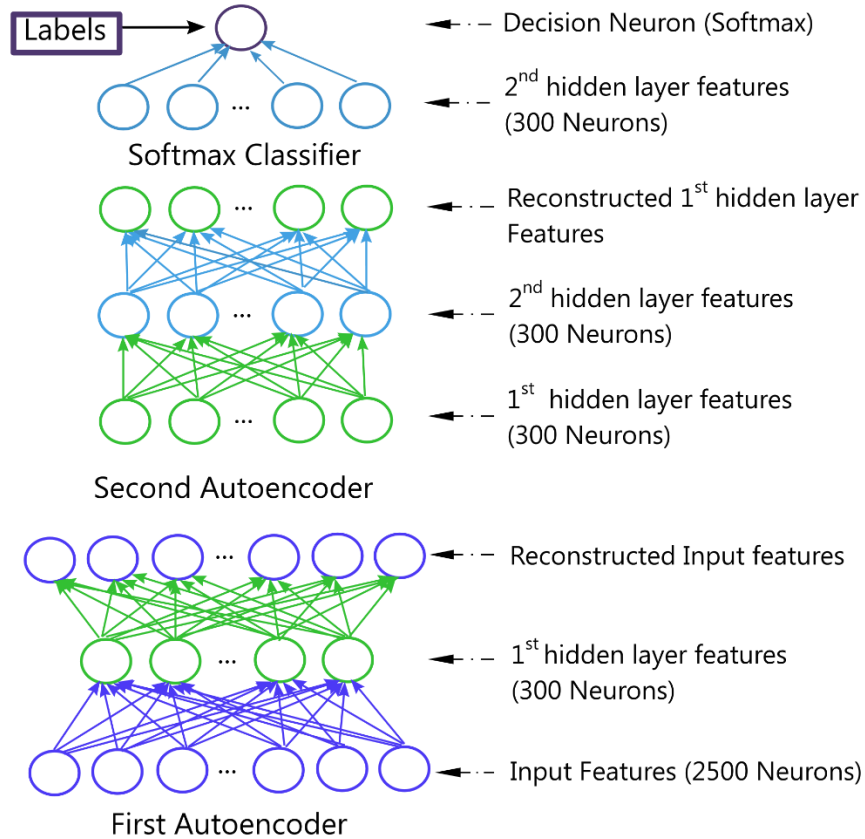 Labels
Decision Neuron (Softmax)
2nd hidden layer features
(300 Neurons)
...
Softmax Classifier
Reconstructed 1st hidden layer
Features
...
...
2nd hidden layer features
(300 Neurons)
...
1st hidden layer features
(300 Neurons)
...
Second Autoencoder
Reconstructed Input features
...
1st hidden layer features
(300 Neurons)
...
Input Features (2500 Neurons)
...
First Autoencoder